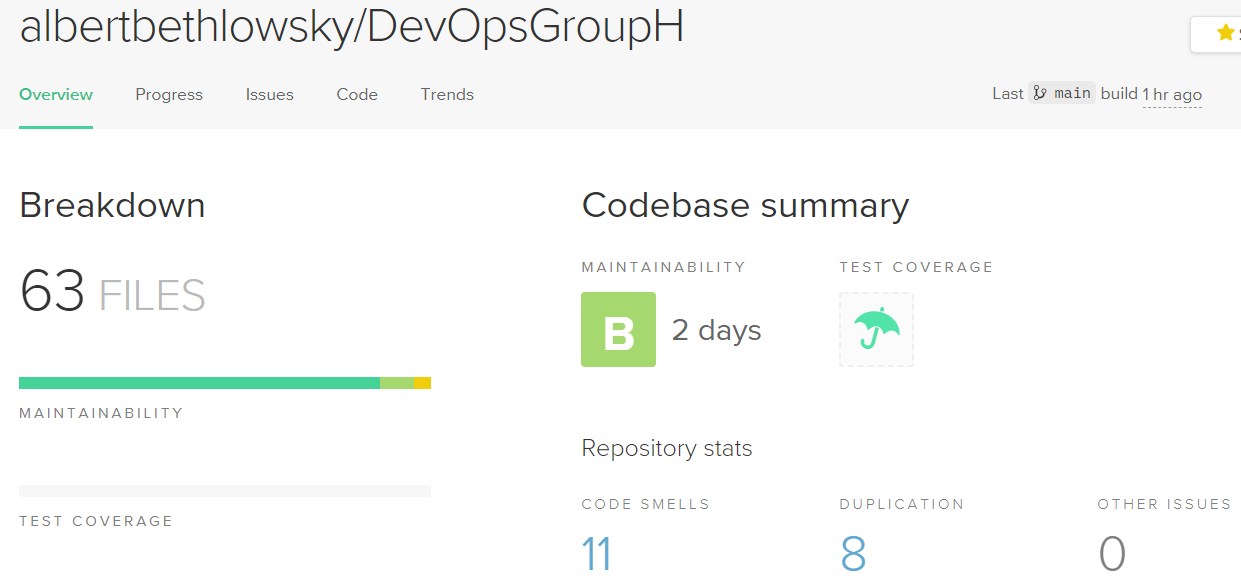 albertbethlowsky/DevOpsGroupH
Overview Progress Issues Code Trends
Last main build 1 hr ago
Breakdown
63 FILES
MAINTAINABILITY
TEST COVERAGE
Codebase summary
MAINTAINABILITY TEST COVERAGE
B 2 days
Repository stats
CODE SMELLS DUPLICATION OTHER ISSUES
11 8 0